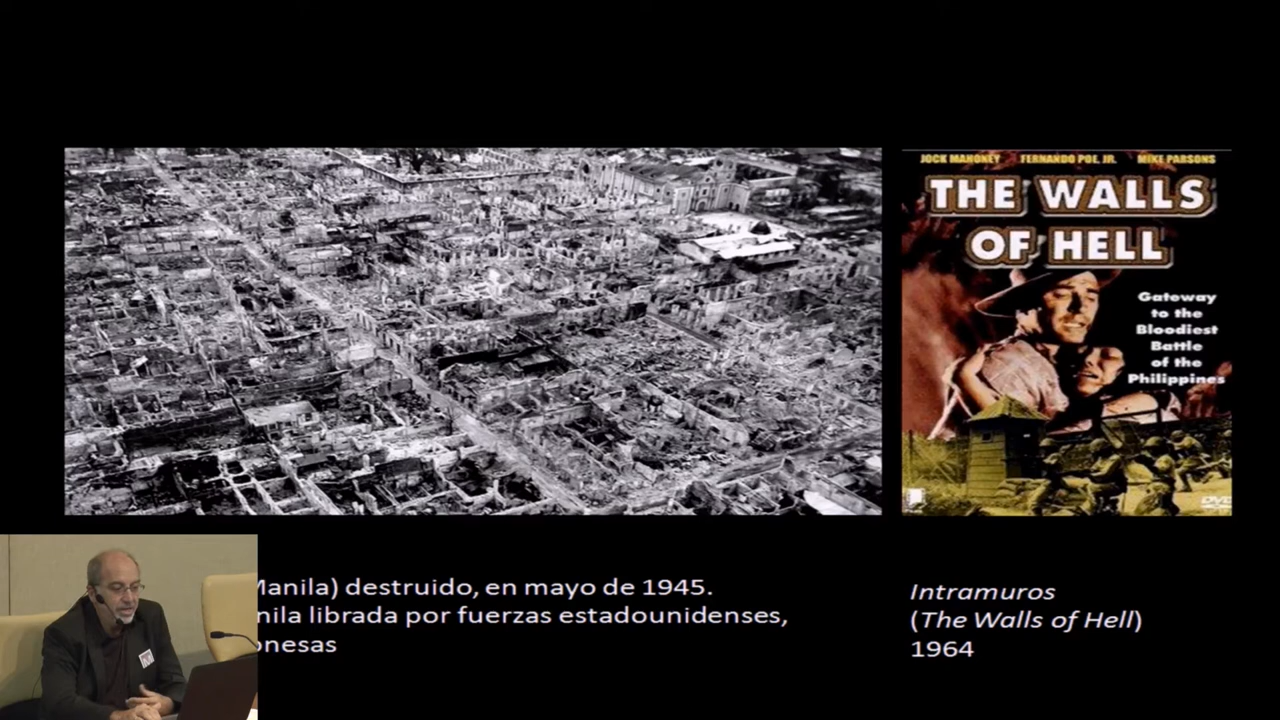 JOCK MAHONEY FERNANDO POE, JR. MIKE PARSONS
THE WALLS
OF HELL
Gateway
to the
Bloodiest
Battle
of the
Philippines
DVD
Manila) destruido, en mayo de 1945.
nila librada por fuerzas estadounidenses,
onesas
Intramuros
(The Walls of Hell)
1964